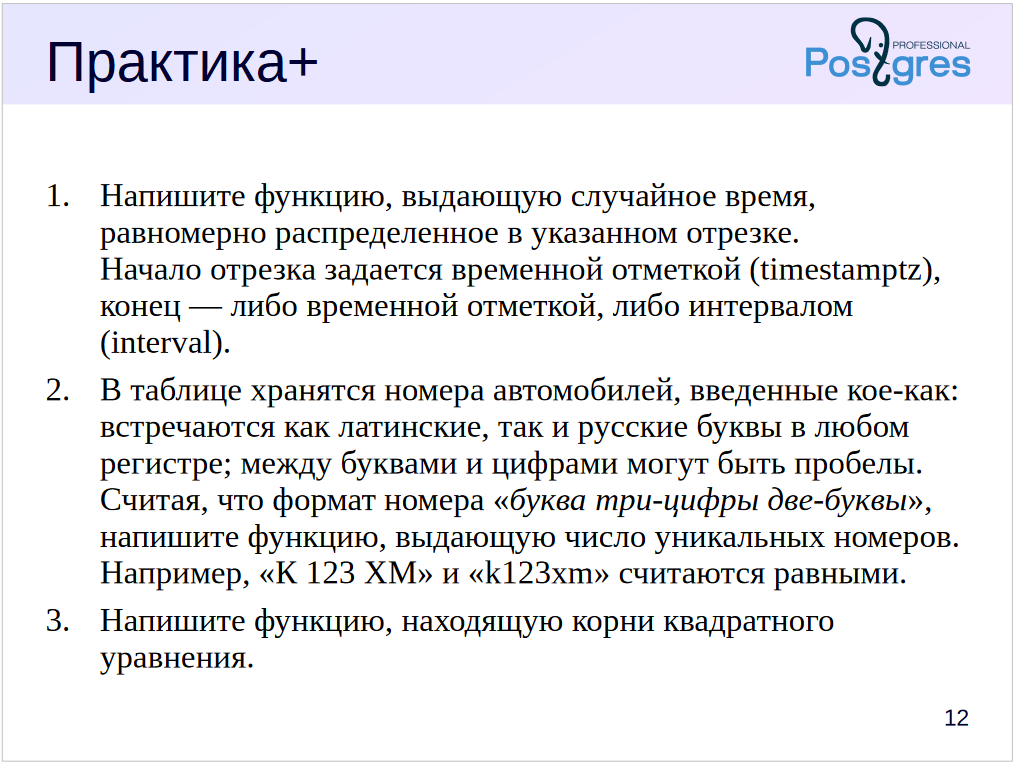 Практика+
PROFESSIONAL
Postgres
1. Напишите функцию, выдающую случайное время,
равномерно распределенное в указанном отрезке.
Начало отрезка задается временной отметкой (timestamptz),
конец — либо временной отметкой, либо интервалом
(interval).
2. В таблице хранятся номера автомобилей, введенные кое-как:
встречаются как латинские, так и русские буквы в любом
регистре; между буквами и цифрами могут быть пробелы.
Считая, что формат номера «буква три-цифры две-буквы»,
напишите функцию, выдающую число уникальных номеров.
Например, «К 123 ХМ» и «k123xm» считаются равными.
3. Напишите функцию, находящую корни квадратного
уравнения.
12